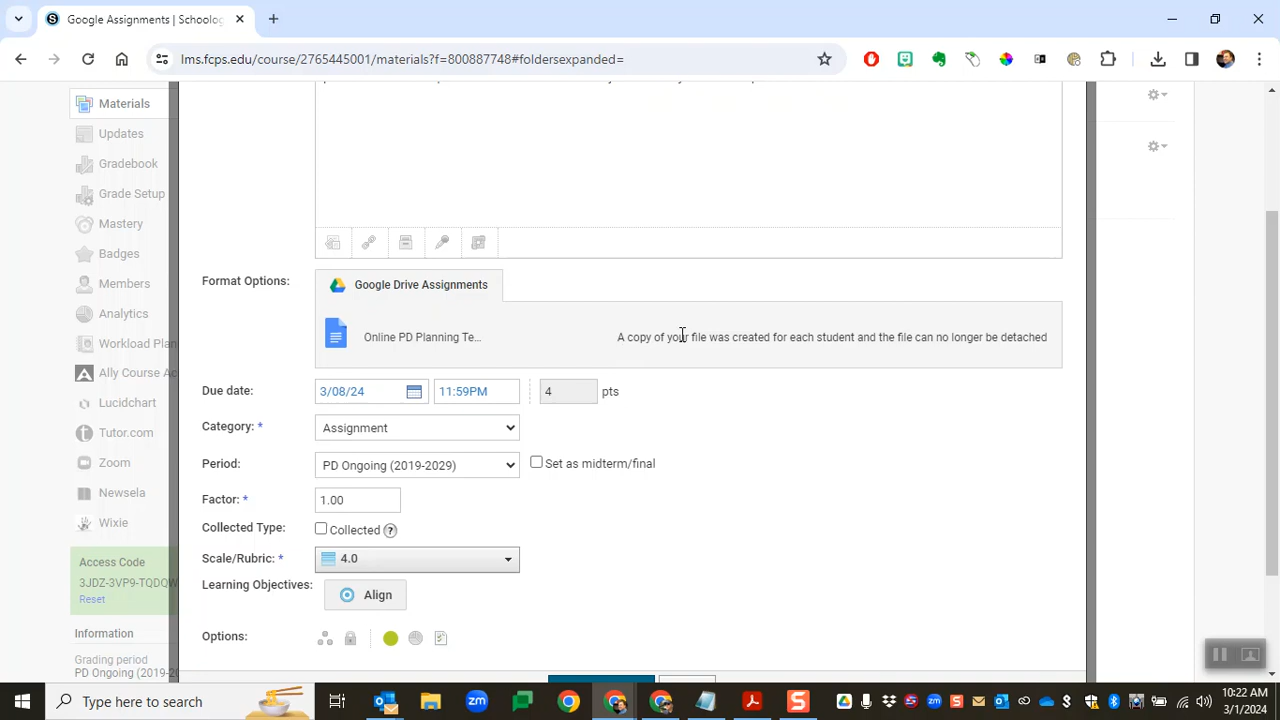 Google Assignments | Schoolog
lms.fcps.edu/course/2765445001/materials?f=800887748#foldersexpanded=
Materials
Updates
Gradebook
Grade Setup
Mastery
Badges
Members
Analytics
Workload Plan
Ally Course Ac
Lucidchart
Tutor.com
Zoom
Newsela
Wixie
Access Code
3JDZ-3VP9-TQDQW
Reset
Information
Grading period
PD Ongoing (2019-20
Format Options:
Google Drive Assignments
Online PD Planning Te...
A copy of your file was created for each student and the file can no longer be detached
Due date:
3/08/24
11:59PM
4
pts
Category: *
Assignment
Period:
PD Ongoing (2019-2029)
Set as midterm/final
Factor: *
1.00
Collected Type:
Collected ?
Scale/Rubric: *
4.0
Learning Objectives:
Align
Options:
Type here to search
10:22 AM
3/1/2024